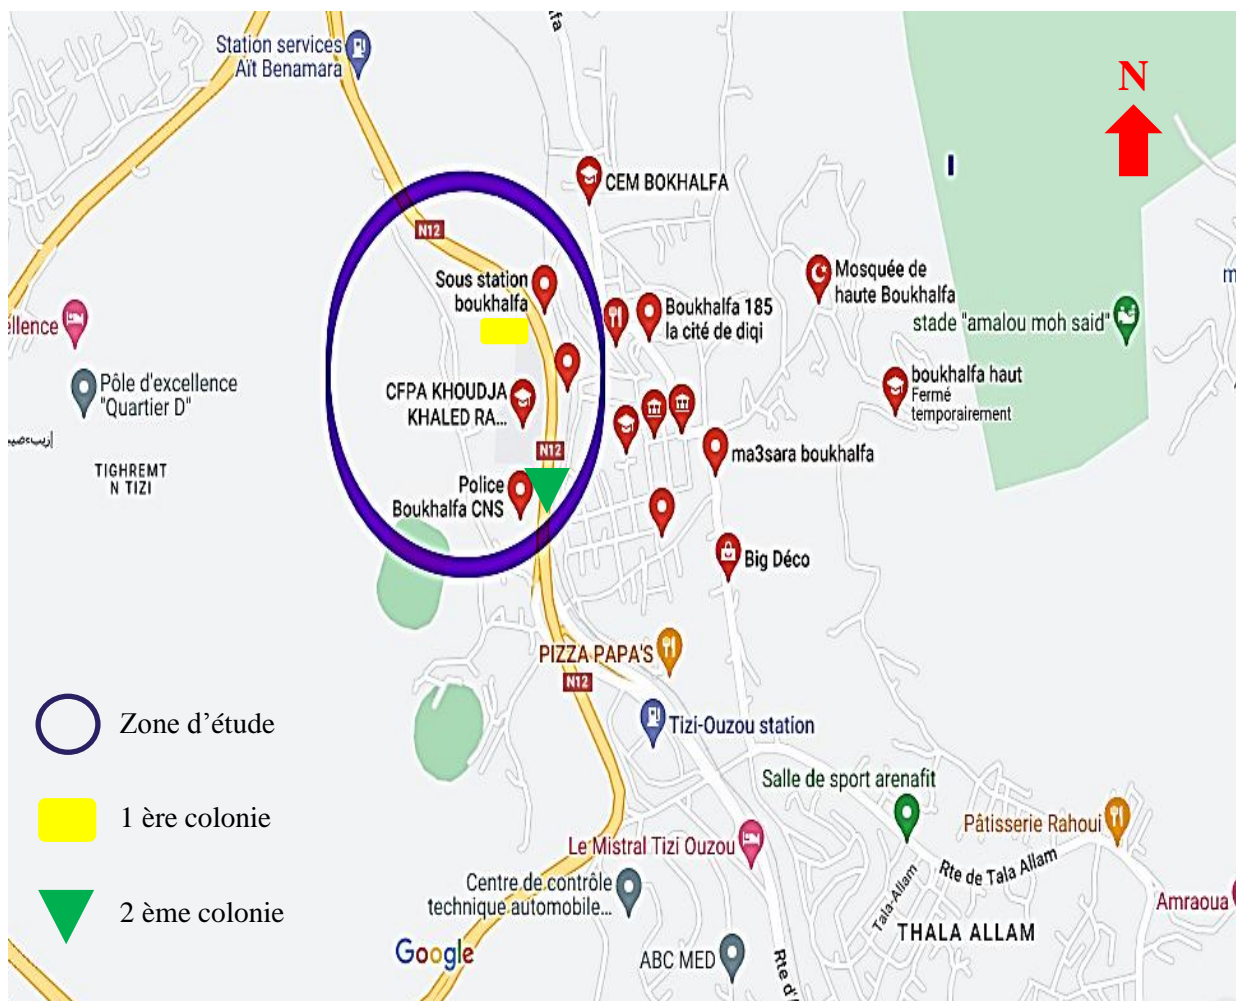 Station services
Aït Benamara
fa
N
CEM BOKHALFA
N12
Sous station
boukhalfa
Mosquée de
haute Boukhalfa
m
Boukhalfa 185
la cité de diqi
stade "amalou moh said"
ellence
Pôle d'excellence
"Quartier D"
CFPA KHOUDJA
KHALED RA...
boukhalfa haut
Fermé
temporairement
N12
ma3sara boukhalfa
TIGHREMT
N TIZI
Police
Boukhalfa CNS
Big Déco
PIZZA PAPA'S
N12
Zone d'étude
Tizi-Ouzou station
Salle de sport arenafit
1 ère colonie
Pâtisserie Rahoui
Le Mistral Tizi Ouzou
Rte de Tala Allam
Centre de contrôle
technique automobile...
Tala-Allam
Amraoua
2 ème colonie
THALA ALLAM
Google
ABC MED
Rte d'